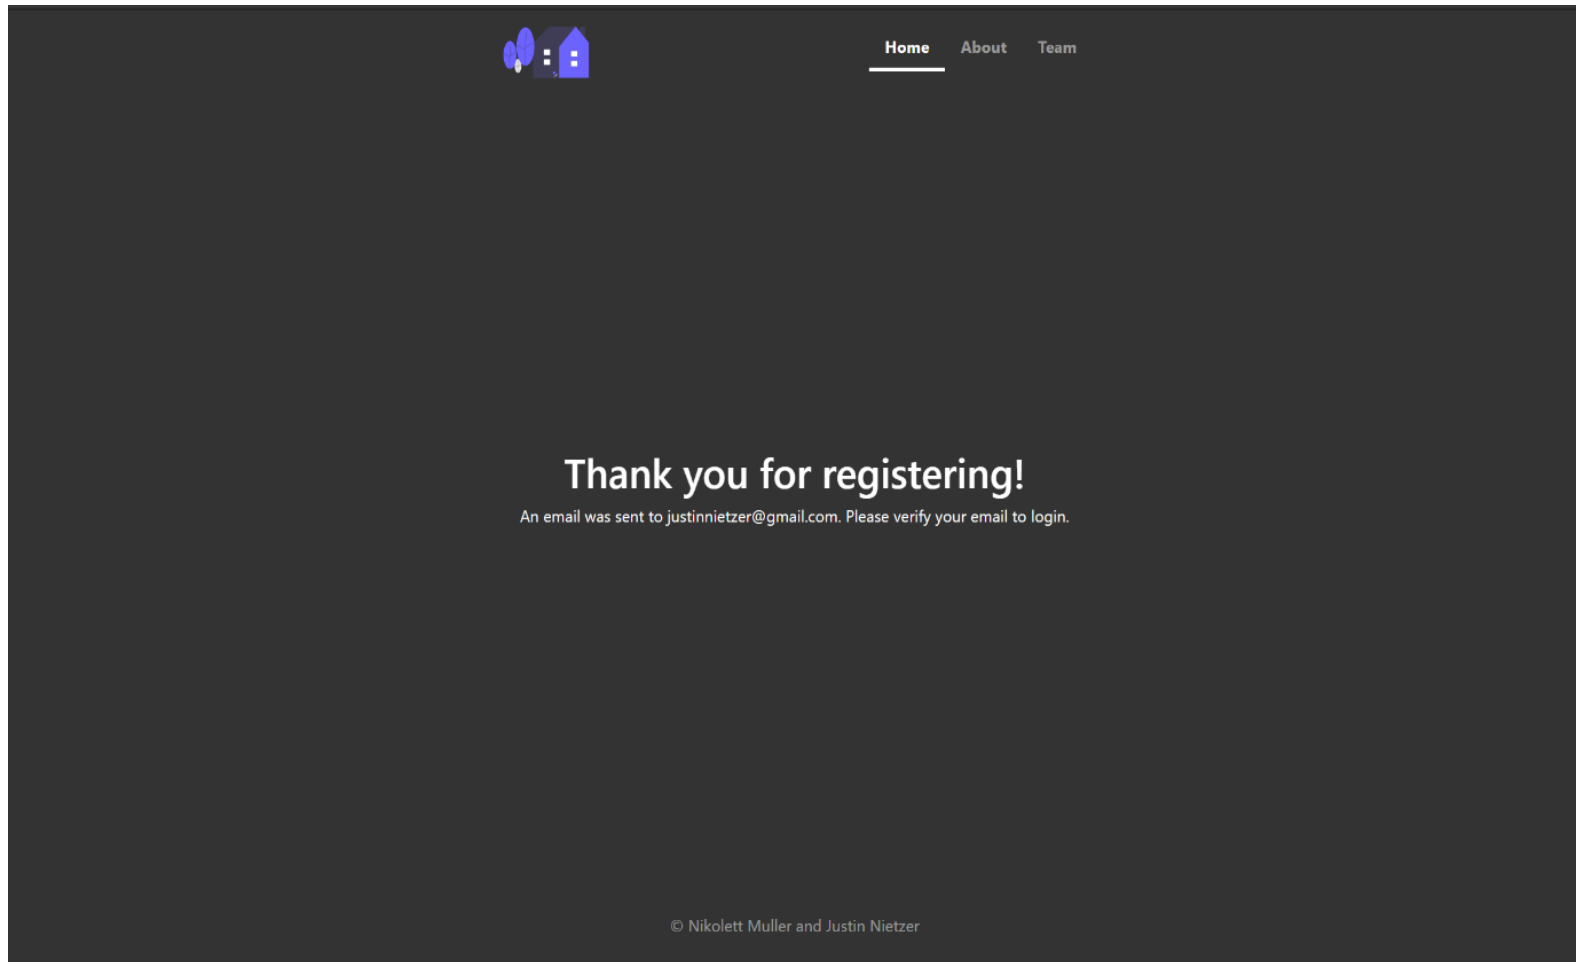 Home About Team
Thank you for registering!
An email was sent to justinnietzer@gmail.com. Please verify your email to login.
© Nikolett Muller and Justin Nietzer